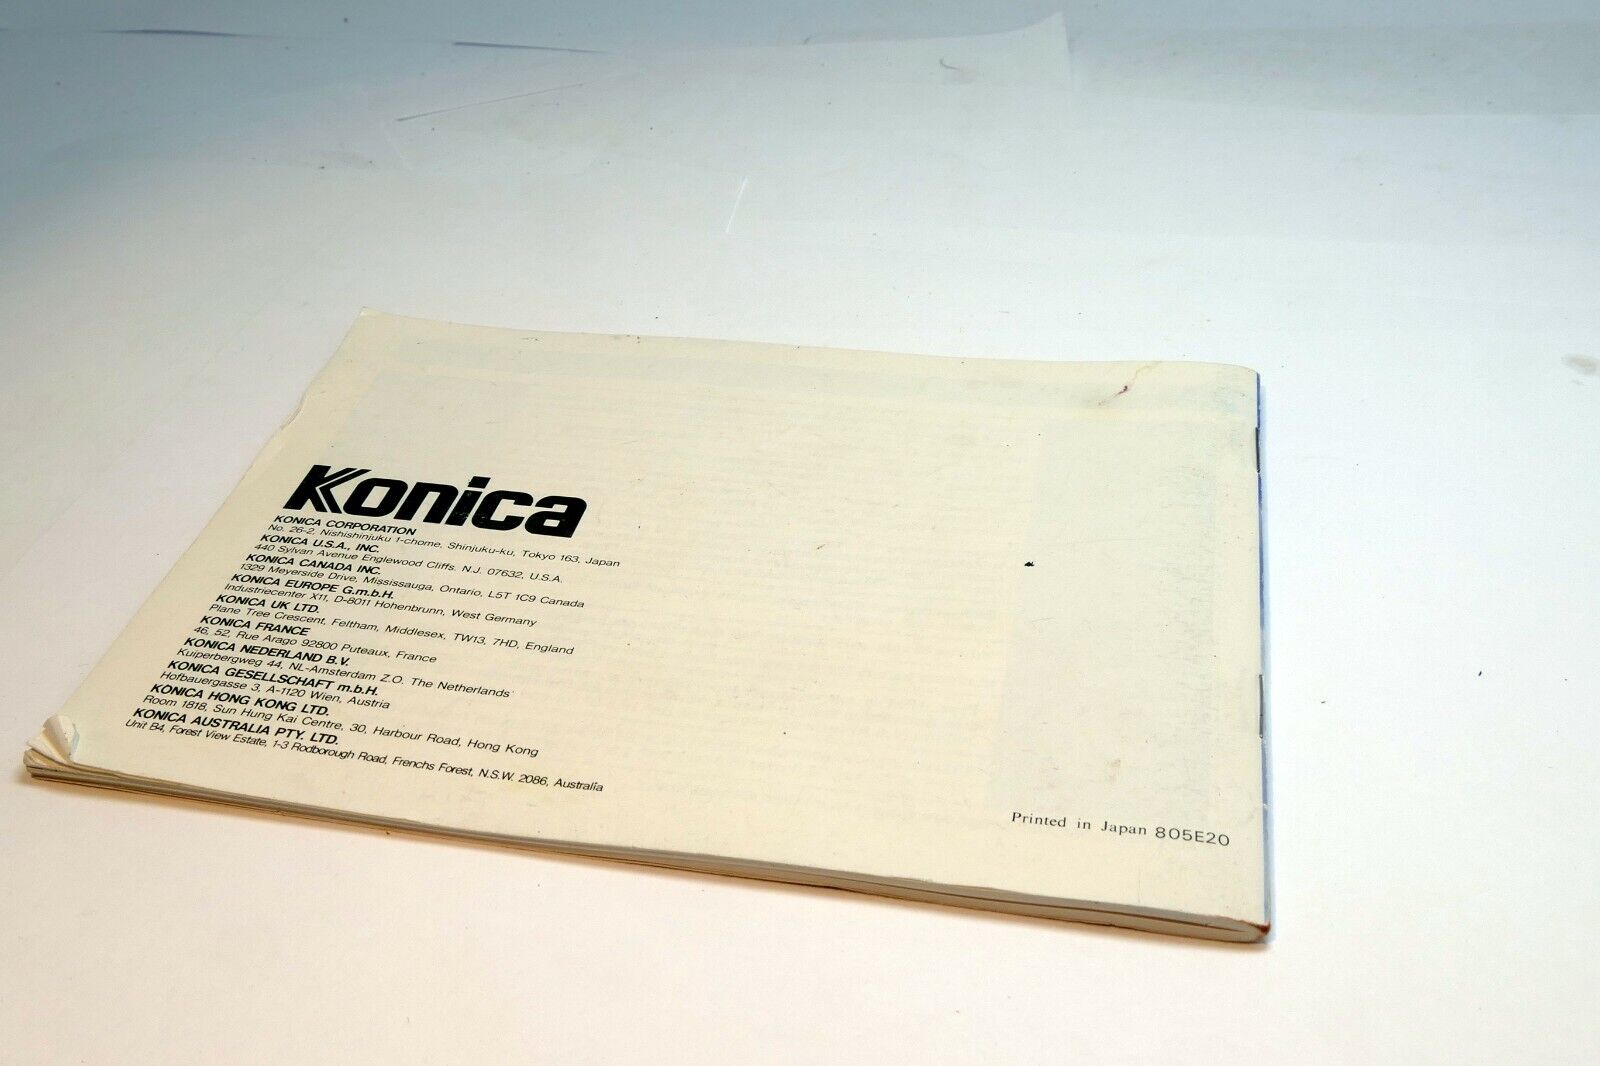 Konica
KONICA CORPORATION
No. 26-2, Nishishinjuku 1-chome, Shinjuku-ku, Tokyo 163, Japan
KONICA U.S.A., INC.
440 Sylvan Avenue Englewood Cliffs. N.J. 07632, U.S.A.
KONICA CANADA INC.
1329 Meyerside Drive, Mississauga, Ontario, L5T 1C9 Canada
KONICA EUROPE G.m.b.H.
Industriecenter X11, D-8011 Hohenbrunn, West Germany
KONICA UK LTD.
Plane Tree Crescent, Feltham, Middlesex, TW13, 7HD, England
KONICA FRANCE
46, 52, Rue Arago 92800 Puteaux, France
KONICA NEDERLAND B.V.
Kuiperbergweg 44, NL-Amsterdam Z.O. The Netherlands
KONICA GESELLSCHAFT m.b.H.
Hofbauergasse 3, A-1120 Wien, Austria
KONICA HONG KONG LTD.
Room 1818, Sun Hung Kai Centre, 30, Harbour Road, Hong Kong
KONICA AUSTRALIA PTY. LTD.
Unit B4, Forest View Estate, 1-3 Rodborough Road, Frenchs Forest, N.S.W. 2086, Australia
Printed in Japan 805E20